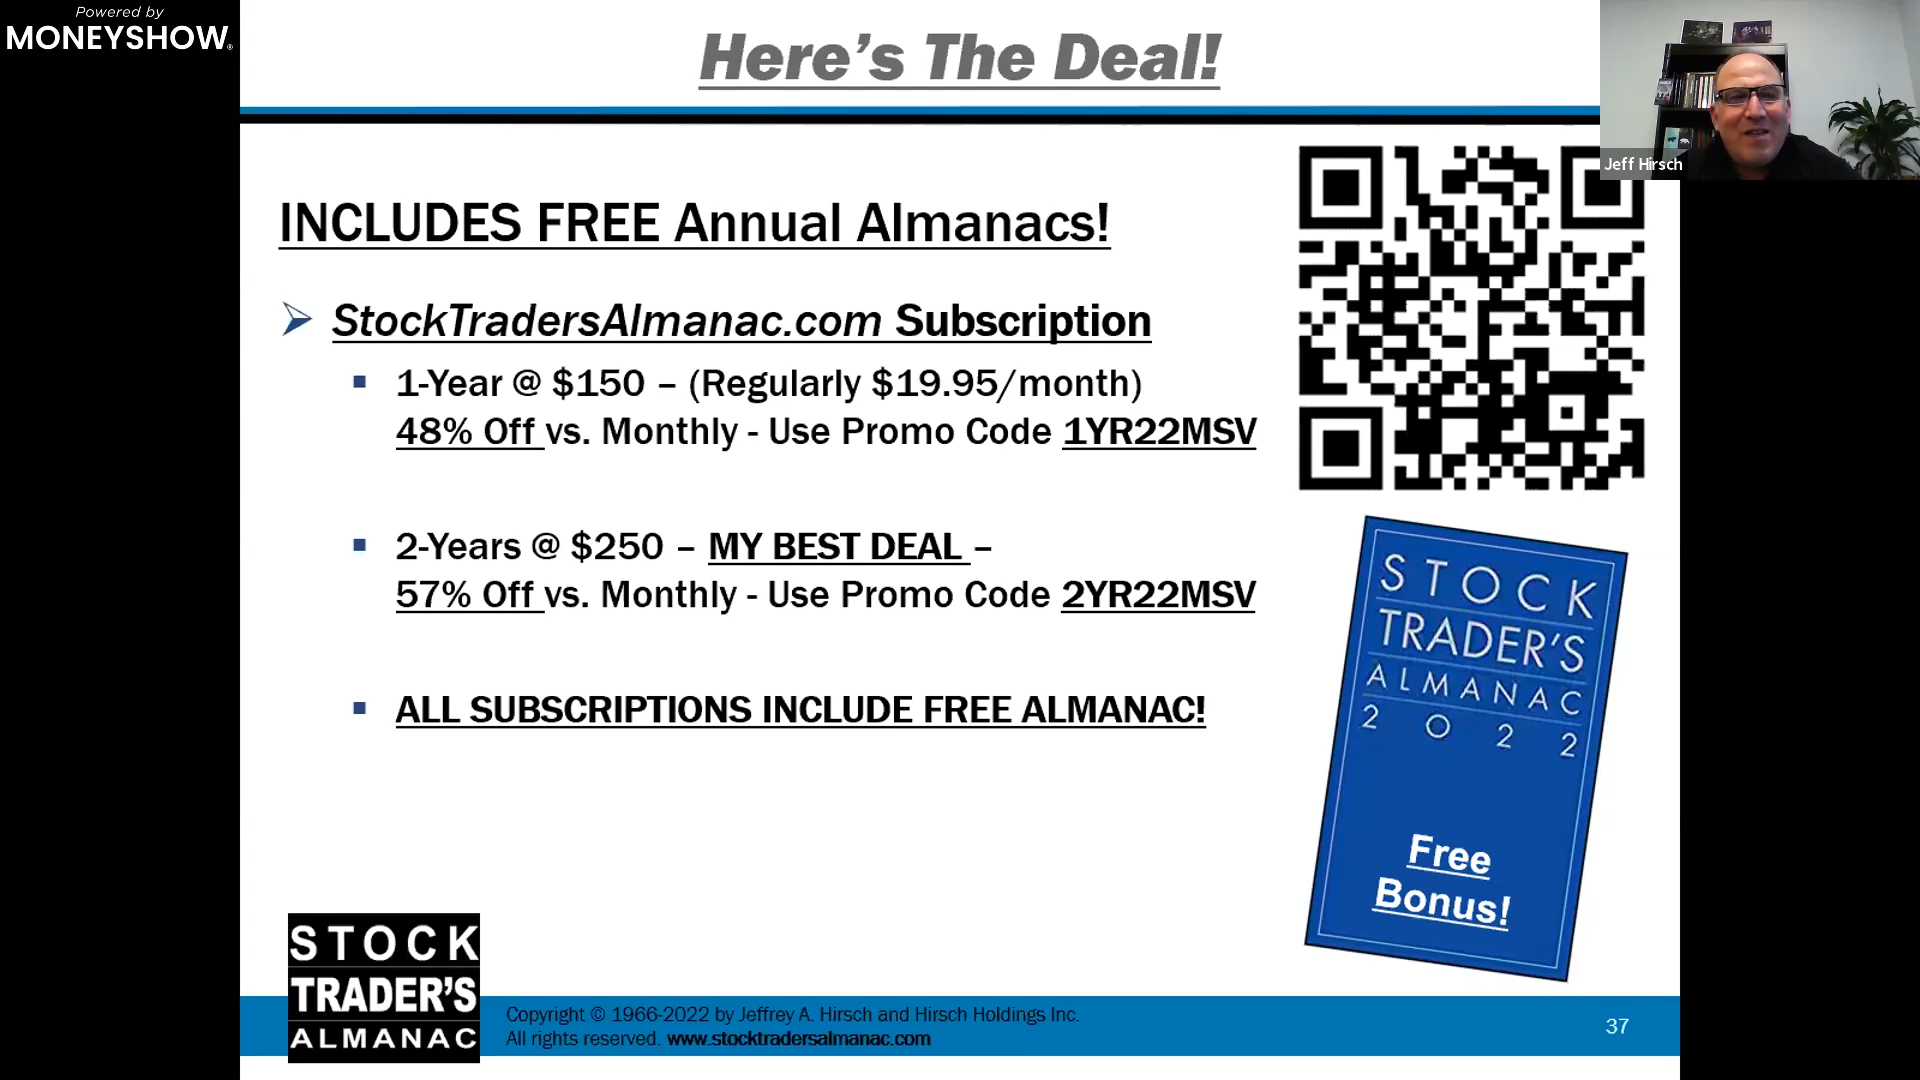 Powered by
MONEYSHOW®
Here's The Deal!
Jeff Hirsch
INCLUDES FREE Annual Almanacs!
StockTradersAlmanac.com Subscription
1-Year @ $150 – (Regularly $19.95/month)
48% Off vs. Monthly - Use Promo Code 1YR22MSV
2-Years @ $250 – MY BEST DEAL –
57% Off vs. Monthly - Use Promo Code 2YR22MSV
ALL SUBSCRIPTIONS INCLUDE FREE ALMANAC!
STOCK
TRADER'S
ALMANAC
2022
Free
Bonus!
STOCK
TRADER'S
ALMANAC
Copyright © 1966-2022 by Jeffrey A. Hirsch and Hirsch Holdings Inc.
All rights reserved. www.stocktradersalmanac.com
37